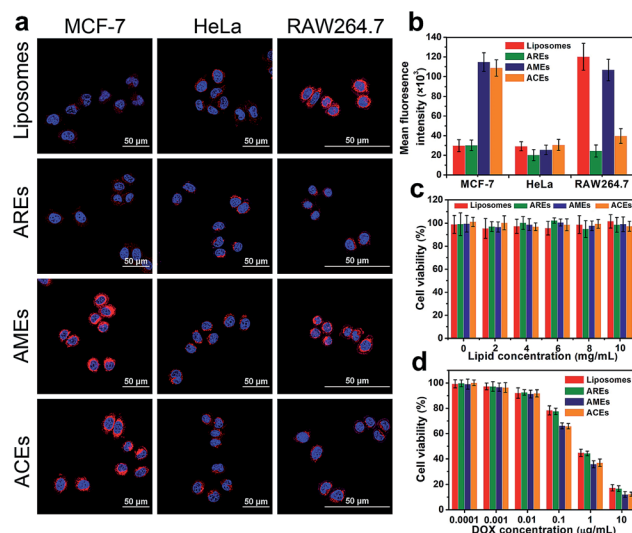 a
MCF-7 HeLa RAW264.7
Liposomes
50 μm 50 μm 50 μm
AREs
50 μm 50 μm 50 μm
AMEs
50 μm 50 μm 50 μm
ACEs
50 μm 50 μm 50 μm
b
Mean fluoresence
intensity (×10³)
140
120
100
80
60
40
20
0
Liposomes
AREs
AMEs
ACEs
MCF-7 HeLa RAW264.7
c
Cell viability (%)
120
100
80
60
40
20
0
Liposomes AREs AMEs ACEs
0 2 4 6 8 10
Lipid concentration (mg/mL)
d
Cell viability (%)
100
80
60
40
20
0
Liposomes
AREs
AMEs
ACEs
0.0001 0.001 0.01 0.1 1 10
DOX concentration (μg/mL)